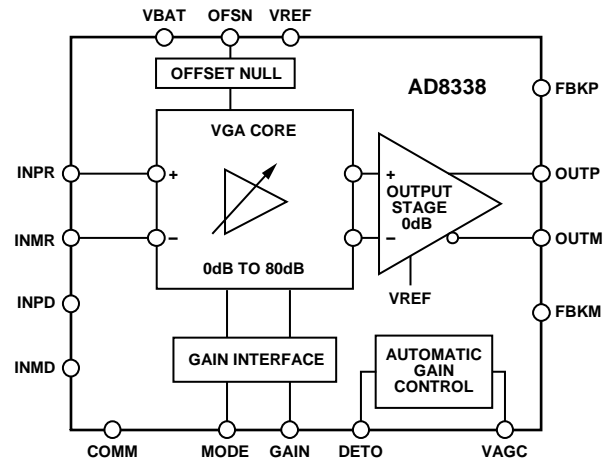 VBAT OFSN VREF
OFFSET NULL
AD8338
FBKP
VGA CORE
INPR
+
+
OUTPUT
STAGE
0dB
OUTP
INMR
–
–
OUTM
0dB TO 80dB
VREF
INPD
FBKM
GAIN INTERFACE
AUTOMATIC
GAIN
CONTROL
INMD
COMM MODE GAIN DETO VAGC